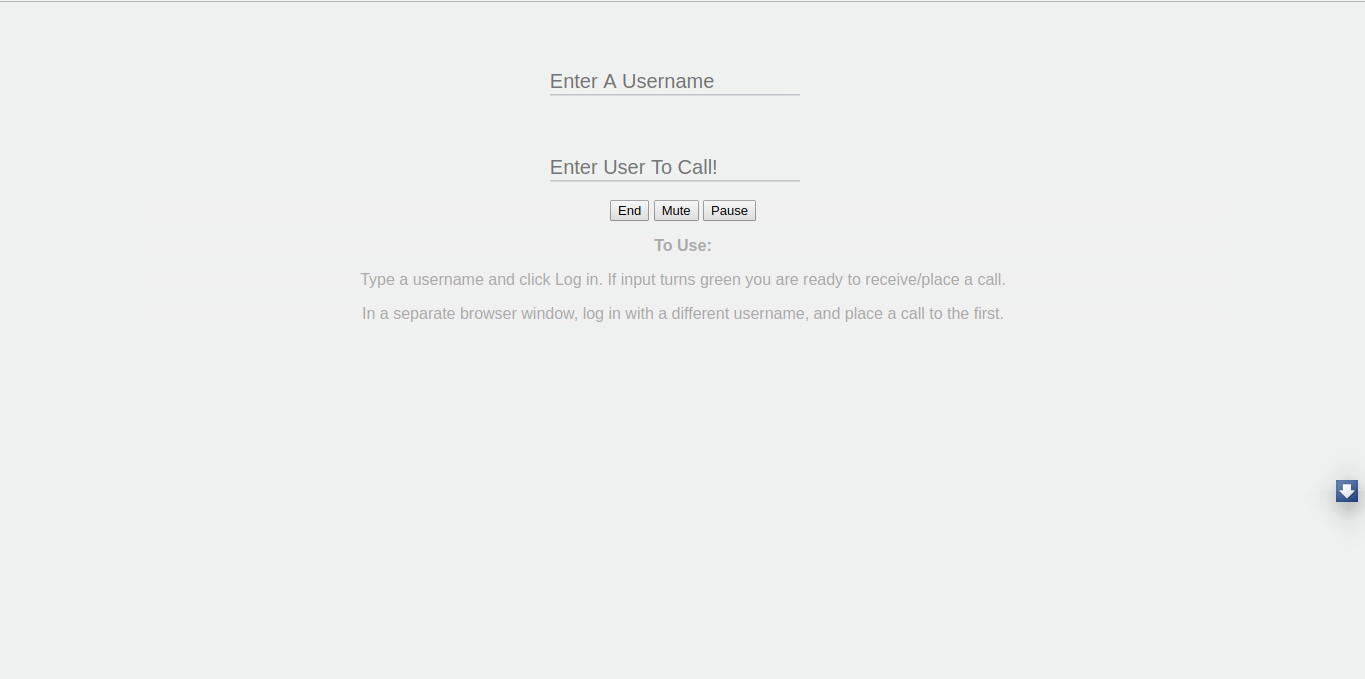 Enter A Username
Enter User To Call!
End Mute Pause
To Use:
Type a username and click Log in. If input turns green you are ready to receive/place a call.
In a separate browser window, log in with a different username, and place a call to the first.